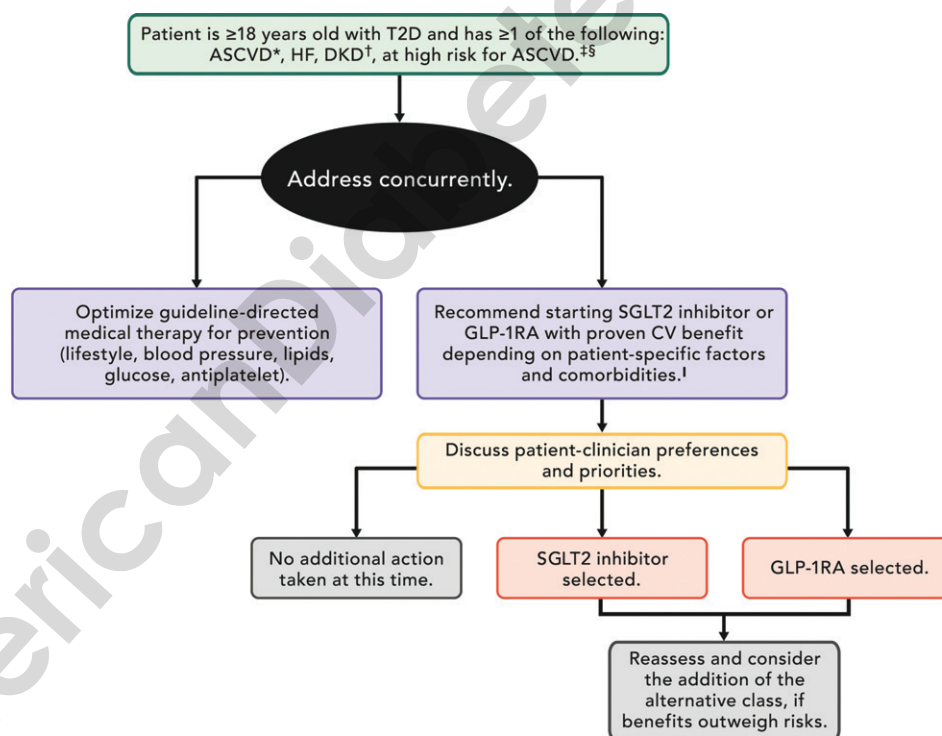 Patient is ≥18 years old with T2D and has ≥1 of the following:
ASCVD*, HF, DKD†, at high risk for ASCVD.‡§
Address concurrently.
Optimize guideline-directed
medical therapy for prevention
(lifestyle, blood pressure, lipids,
glucose, antiplatelet).
Recommend starting SGLT2 inhibitor or
GLP-1RA with proven CV benefit
depending on patient-specific factors
and comorbidities.ǀ
Discuss patient-clinician preferences
and priorities.
No additional action
taken at this time.
SGLT2 inhibitor
selected.
GLP-1RA selected.
Reassess and consider
the addition of the
alternative class, if
benefits outweigh risks.
ericanDiabete